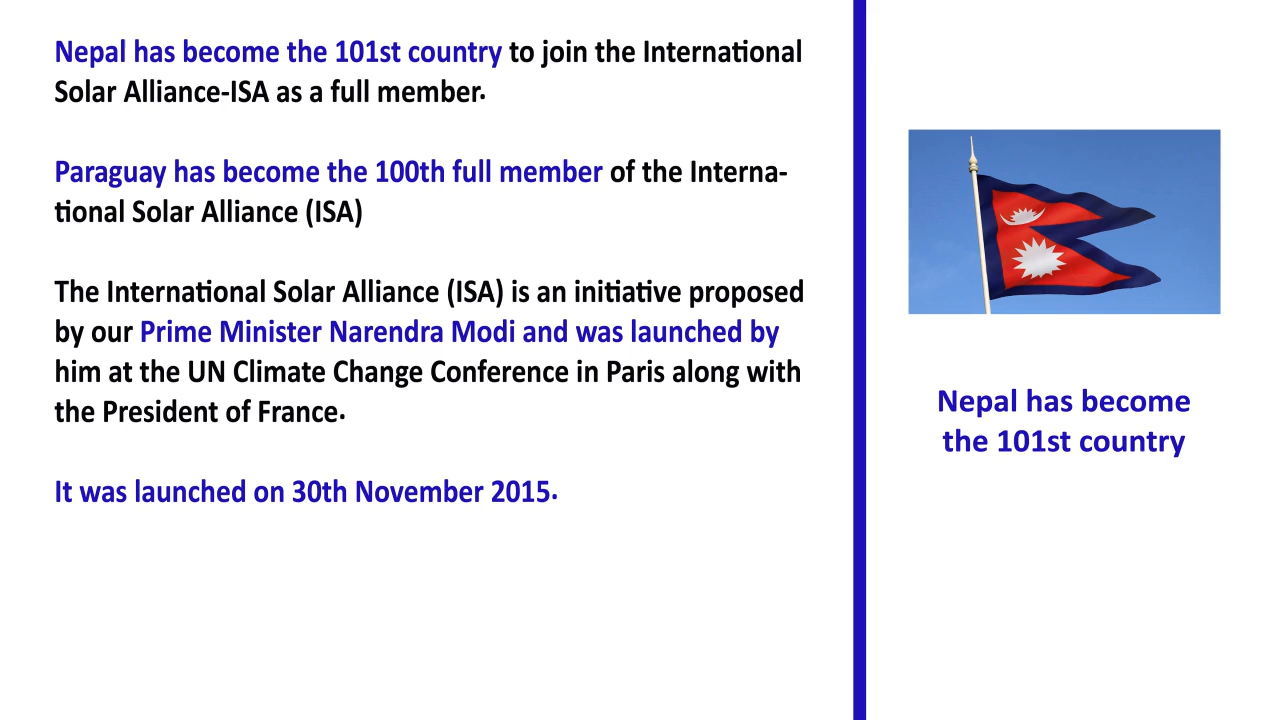 Nepal has become the 101st country to join the International
Solar Alliance-ISA as a full member.
Paraguay has become the 100th full member of the Interna-
tional Solar Alliance (ISA)
The International Solar Alliance (ISA) is an initiative proposed
by our Prime Minister Narendra Modi and was launched by
him at the UN Climate Change Conference in Paris along with
the President of France.
It was launched on 30th November 2015.
Nepal has become
the 101st country